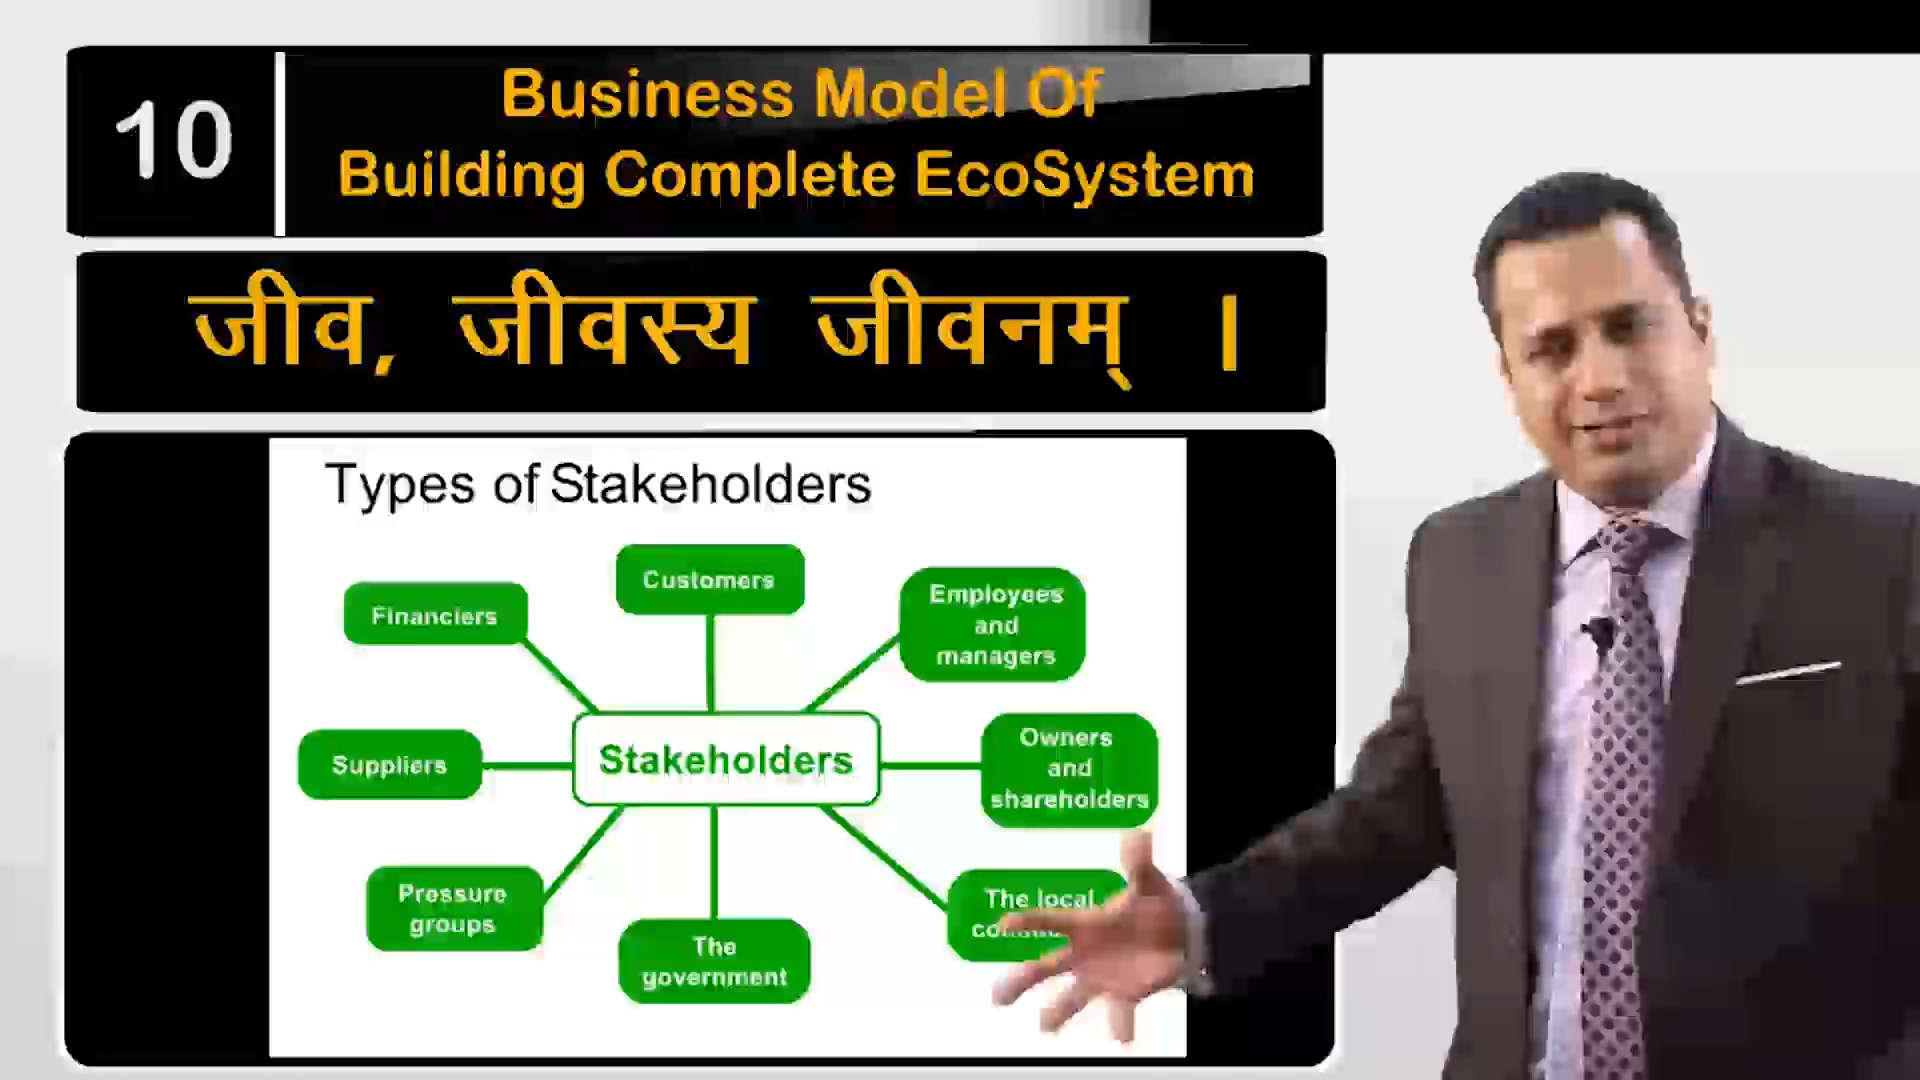 10
Business Model Of
Building Complete EcoSystem
जीव, जीवस्य जीवनम् ।
Types of Stakeholders
Customers
Financiers
Employees
and
managers
Suppliers
Stakeholders
Owners
and
shareholders
Pressure
groups
The
government
The local